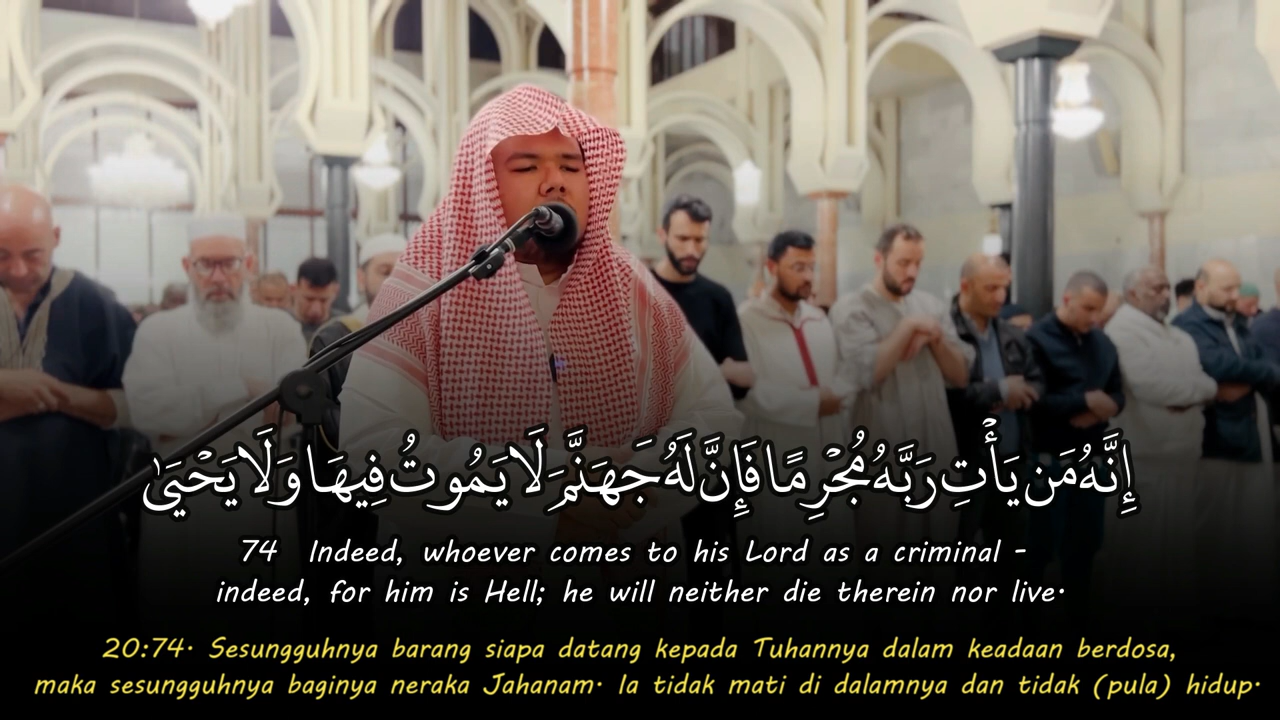 إِنَّهُ مَن يَأْتِ رَبَّهُ مُجْرِمًا فَإِنَّ لَهُ جَهَنَّمَ لَا يَمُوتُ فِيهَا وَلَا يَحْيَىٰ
74 Indeed, whoever comes to his Lord as a criminal -
indeed, for him is Hell; he will neither die therein nor live·
20:74· Sesungguhnya barang siapa datang kepada Tuhannya dalam keadaan berdosa,
maka sesungguhnya baginya neraka Jahanam· Ia tidak mati di dalamnya dan tidak (pula) hidup·